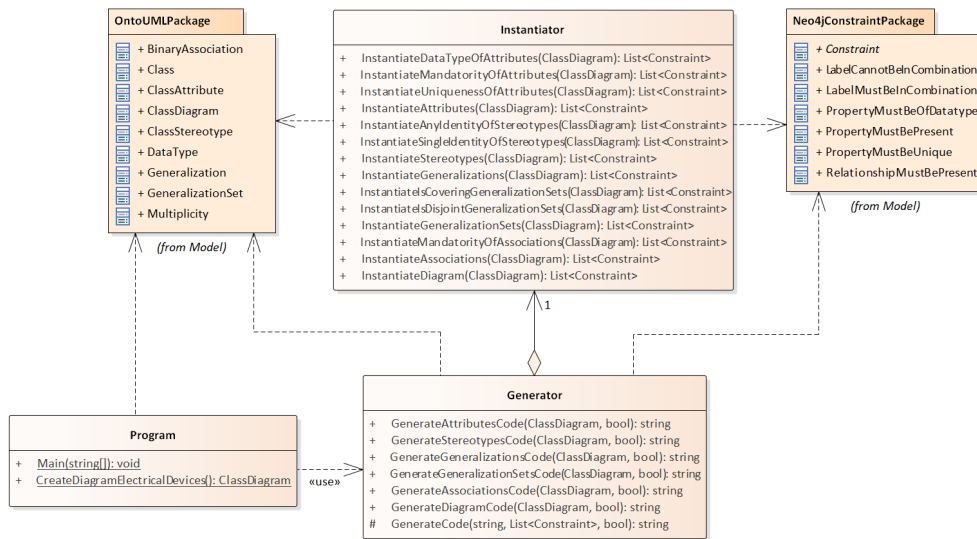 OntoUMLPackage
+ BinaryAssociation
+ Class
+ ClassAttribute
+ ClassDiagram
+ ClassStereotype
+ DataType
+ Generalization
+ GeneralizationSet
+ Multiplicity
(from Model)
Instantiator
+ InstantiateDataTypeOfAttributes(ClassDiagram): List<Constraint>
+ InstantiateMandatorityOfAttributes(ClassDiagram): List<Constraint>
+ InstantiateUniquenessOfAttributes(ClassDiagram): List<Constraint>
+ InstantiateAttributes(ClassDiagram): List<Constraint>
+ InstantiateAnyIdentityOfStereotypes(ClassDiagram): List<Constraint>
+ InstantiateSingleIdentityOfStereotypes(ClassDiagram): List<Constraint>
+ InstantiateStereotypes(ClassDiagram): List<Constraint>
+ InstantiateGeneralizations(ClassDiagram): List<Constraint>
+ InstantiateIsCoveringGeneralizationSets(ClassDiagram): List<Constraint>
+ InstantiateIsDisjointGeneralizationSets(ClassDiagram): List<Constraint>
+ InstantiateGeneralizationSets(ClassDiagram): List<Constraint>
+ InstantiateMandatorityOfAssociations(ClassDiagram): List<Constraint>
+ InstantiateAssociations(ClassDiagram): List<Constraint>
+ InstantiateDiagram(ClassDiagram): List<Constraint>
Neo4jConstraintPackage
+ Constraint
+ LabelCannotBeInCombination
+ LabelMustBeInCombination
+ PropertyMustBeOfDatatype
+ PropertyMustBePresent
+ PropertyMustBeUnique
+ RelationshipMustBePresent
(from Model)
1
Generator
+ GenerateAttributesCode(ClassDiagram, bool): string
+ GenerateStereotypesCode(ClassDiagram, bool): string
+ GenerateGeneralizationsCode(ClassDiagram, bool): string
+ GenerateGeneralizationSetsCode(ClassDiagram, bool): string
+ GenerateAssociationsCode(ClassDiagram, bool): string
+ GenerateDiagramCode(ClassDiagram, bool): string
# GenerateCode(string, List<Constraint>, bool): string
Program
+ Main(string[]): void
+ CreateDiagramElectricalDevices(): ClassDiagram
«use»